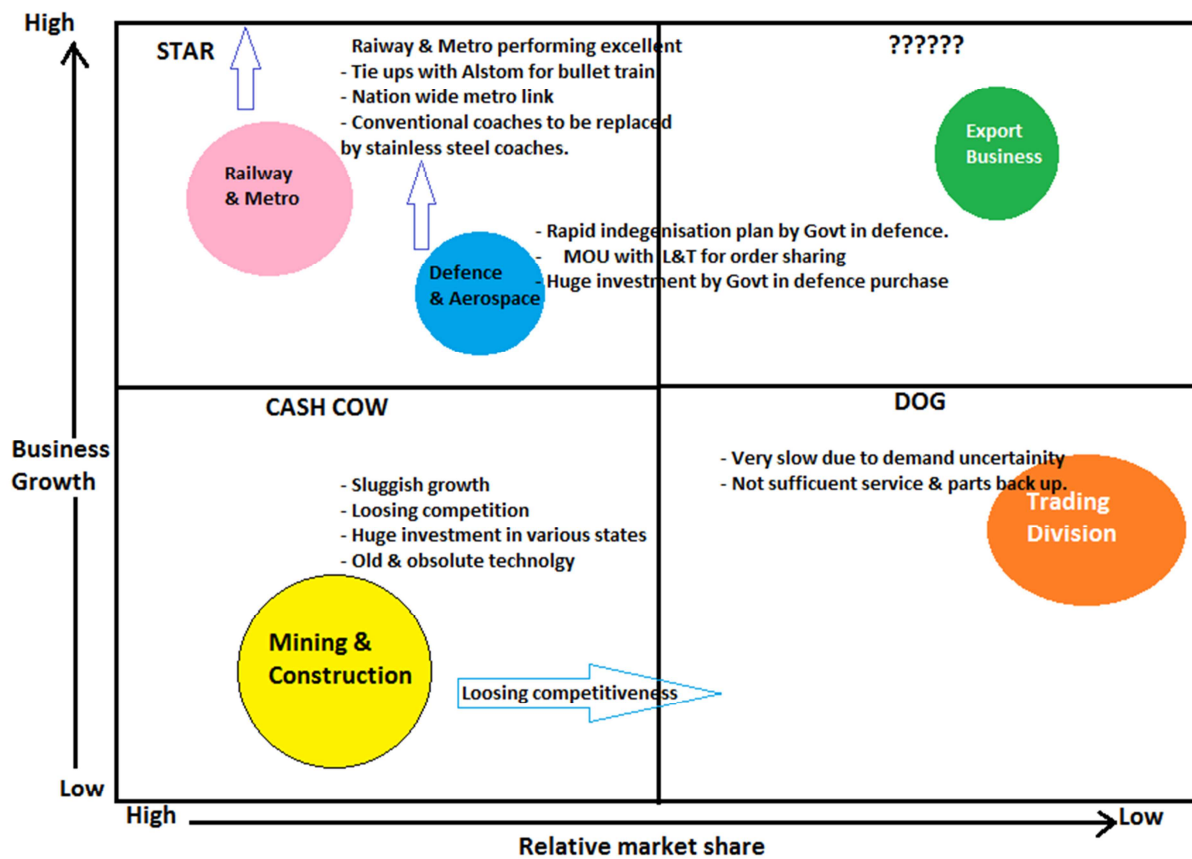 High
STAR
Raiway & Metro performing excellent
- Tie ups with Alstom for bullet train
- Nation wide metro link
- Conventional coaches to be replaced
by stainless steel coaches.
??????
Railway
& Metro
Export
Business
Defence
& Aerospace
- Rapid indegenisation plan by Govt in defence.
- MOU with L&T for order sharing
- Huge investment by Govt in defence purchase
Business
Growth
CASH COW
- Sluggish growth
- Loosing competition
- Huge investment in various states
- Old & obsolute technolgy
Mining &
Construction
Loosing competitiveness
DOG
- Very slow due to demand uncertainity
- Not sufficuent service & parts back up.
Trading
Division
Low
High
Relative market share
Low